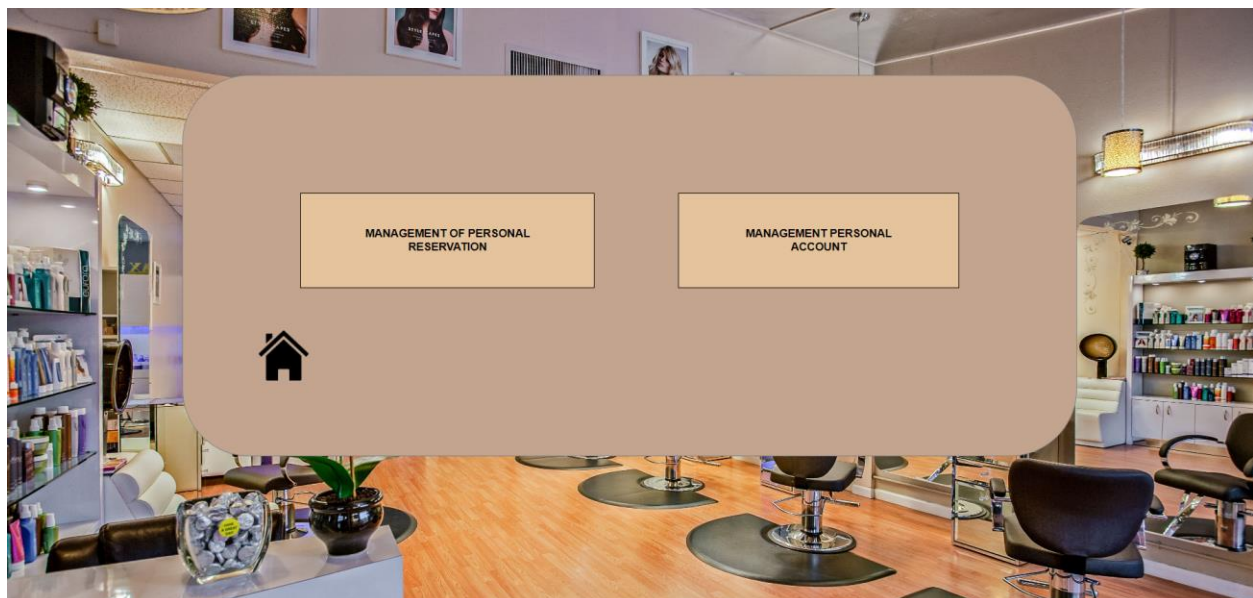 MANAGEMENT OF PERSONAL
RESERVATION
MANAGEMENT PERSONAL
ACCOUNT